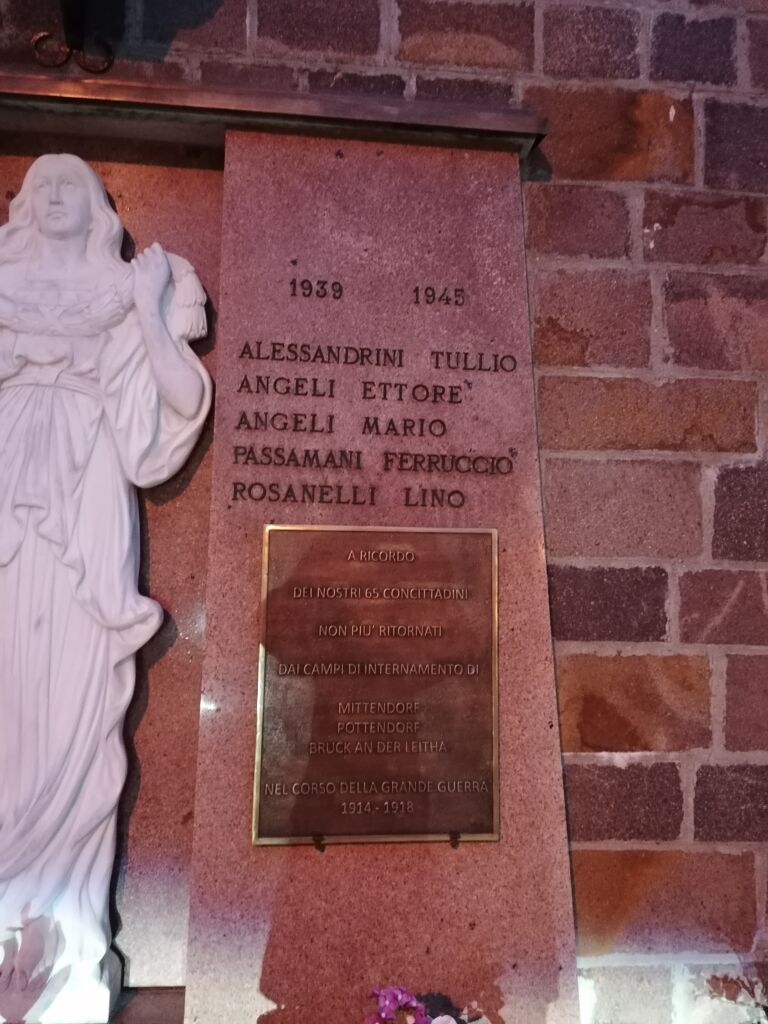 1939 1945
ALESSANDRINI TULLIO
ANGELI ETTORE
ANGELI MARIO
PASSAMANI FERRUCCIO
ROSANELLI LINO
A RICORDO
DEI NOSTRI 65 CONCITTADINI
NON PIU' RITORNATI
DAI CAMPI DI INTERNAMENTO DI
MITTENDORF
POTTENDORF
BRUCK AN DER LEITHA
NEL CORSO DELLA GRANDE GUERRA
1914 - 1918